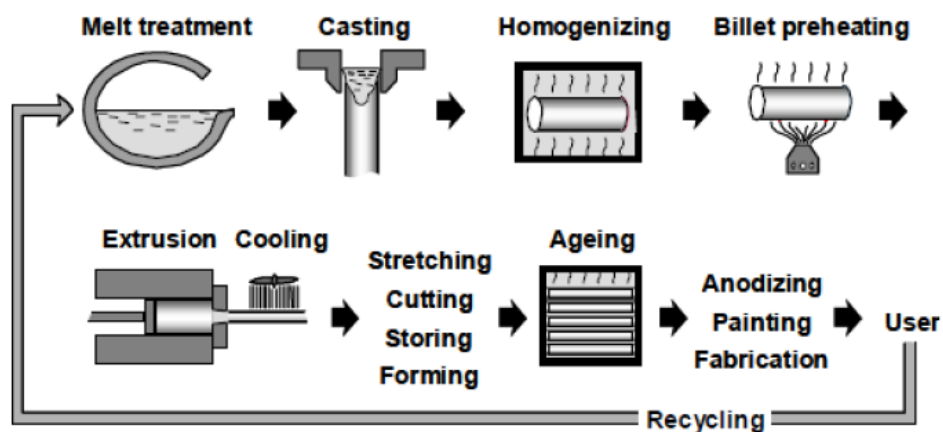 Melt treatment
Casting
Homogenizing
Billet preheating
Extrusion
Cooling
Stretching
Cutting
Storing
Forming
Ageing
Anodizing
Painting
Fabrication
User
Recycling